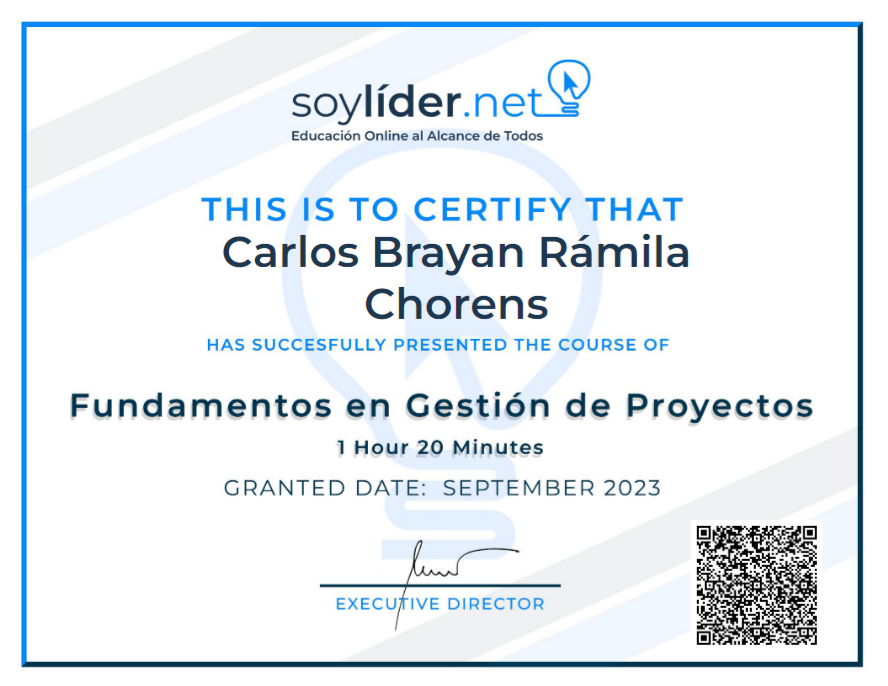 soylíder.net
Educación Online al Alcance de Todos
THIS IS TO CERTIFY THAT
Carlos Brayan Rámila
Chorens
HAS SUCCESFULLY PRESENTED THE COURSE OF
Fundamentos en Gestión de Proyectos
1 Hour 20 Minutes
GRANTED DATE: SEPTEMBER 2023
EXECUTIVE DIRECTOR